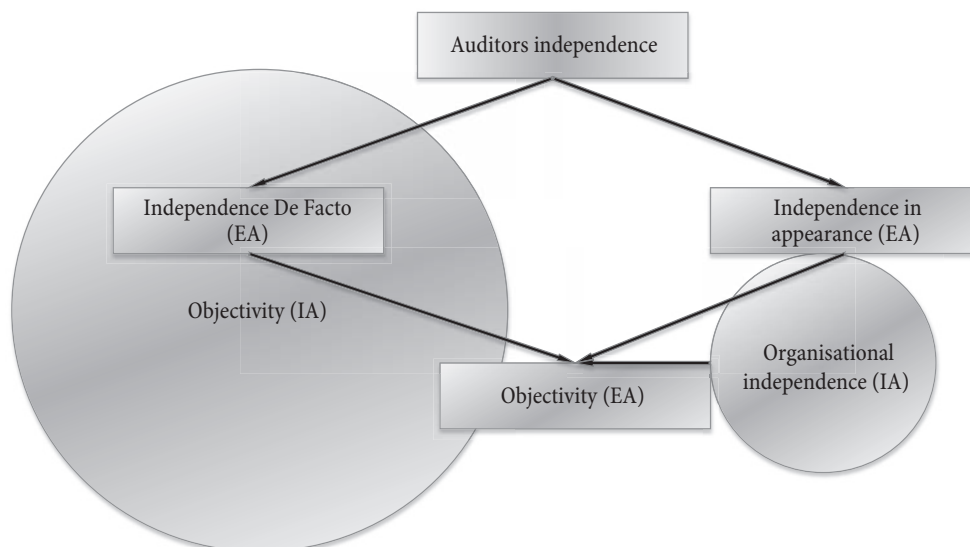 Auditors independence
Independence De Facto
(EA)
Independence in
appearance (EA)
Objectivity (IA)
Organisational
independence (IA)
Objectivity (EA)